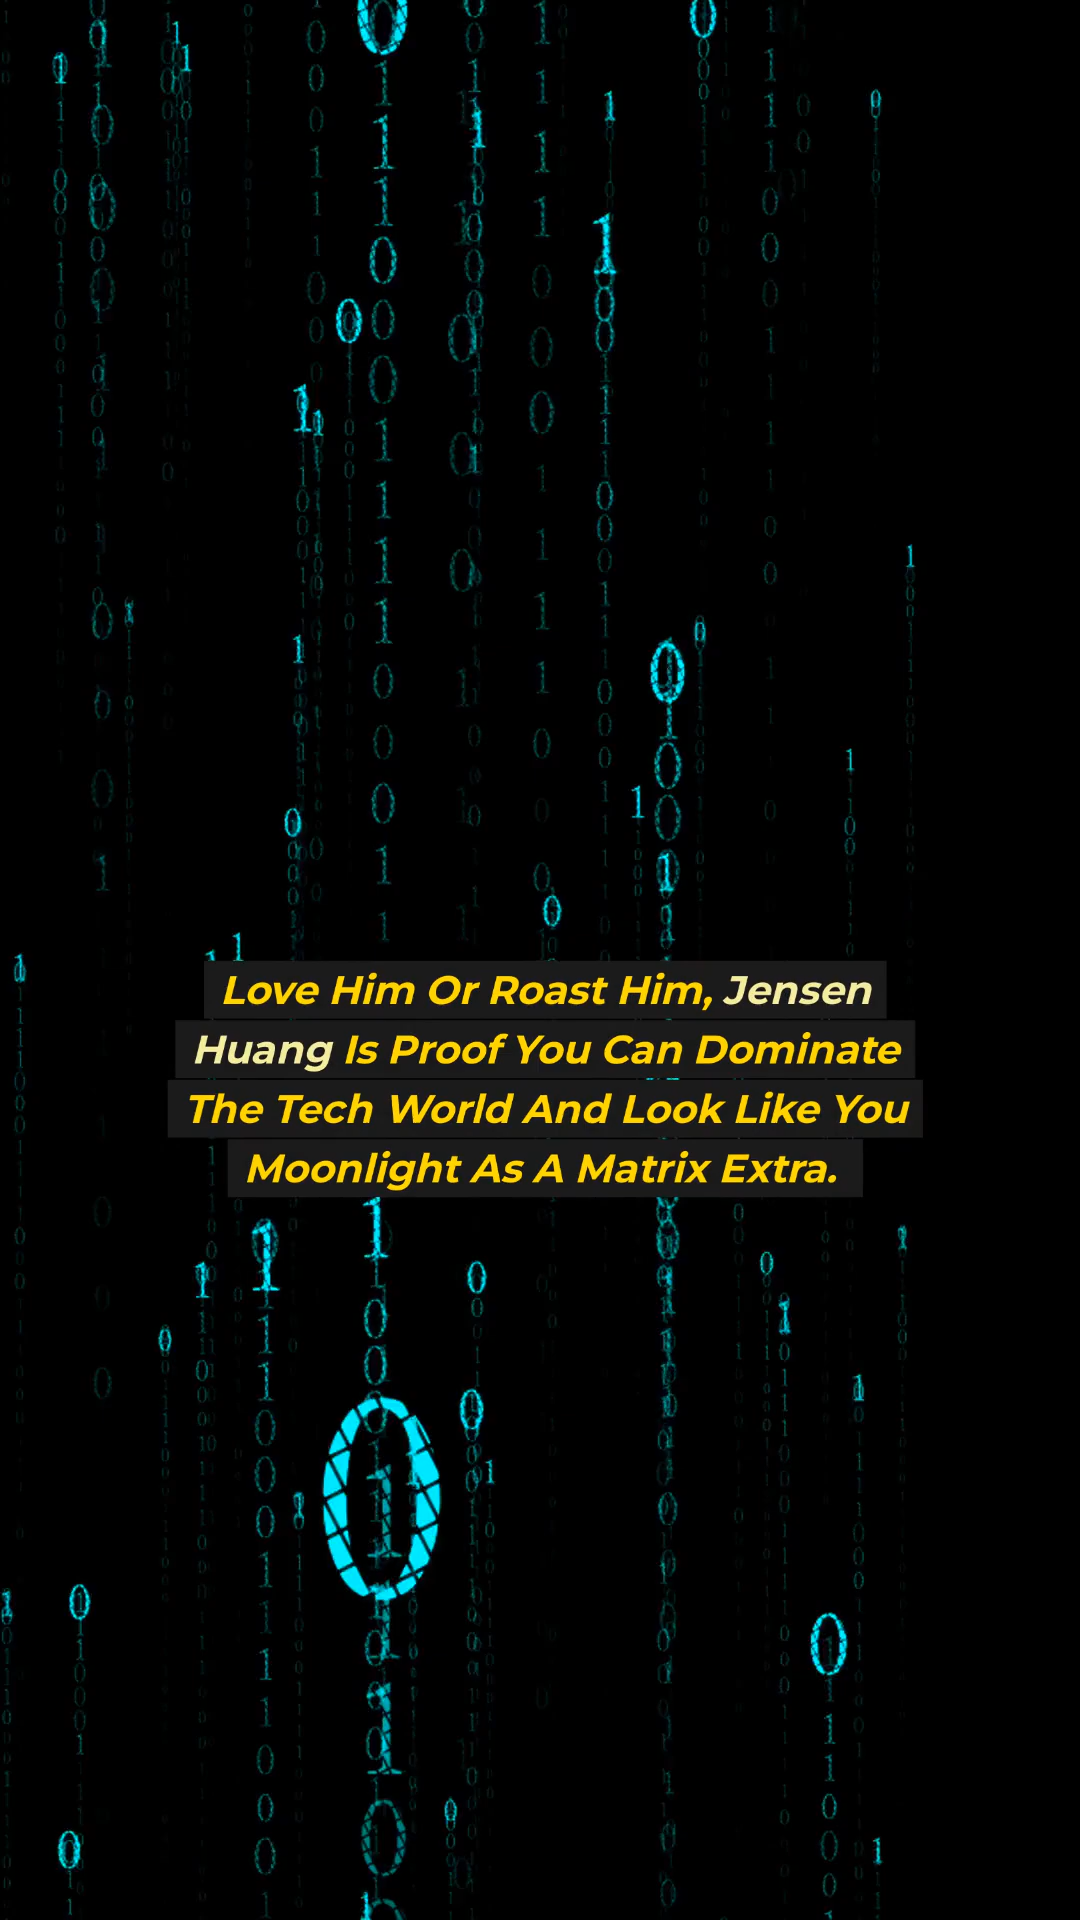 Love Him Or Roast Him, Jensen
Huang Is Proof You Can Dominate
The Tech World And Look Like You
Moonlight As A Matrix Extra.